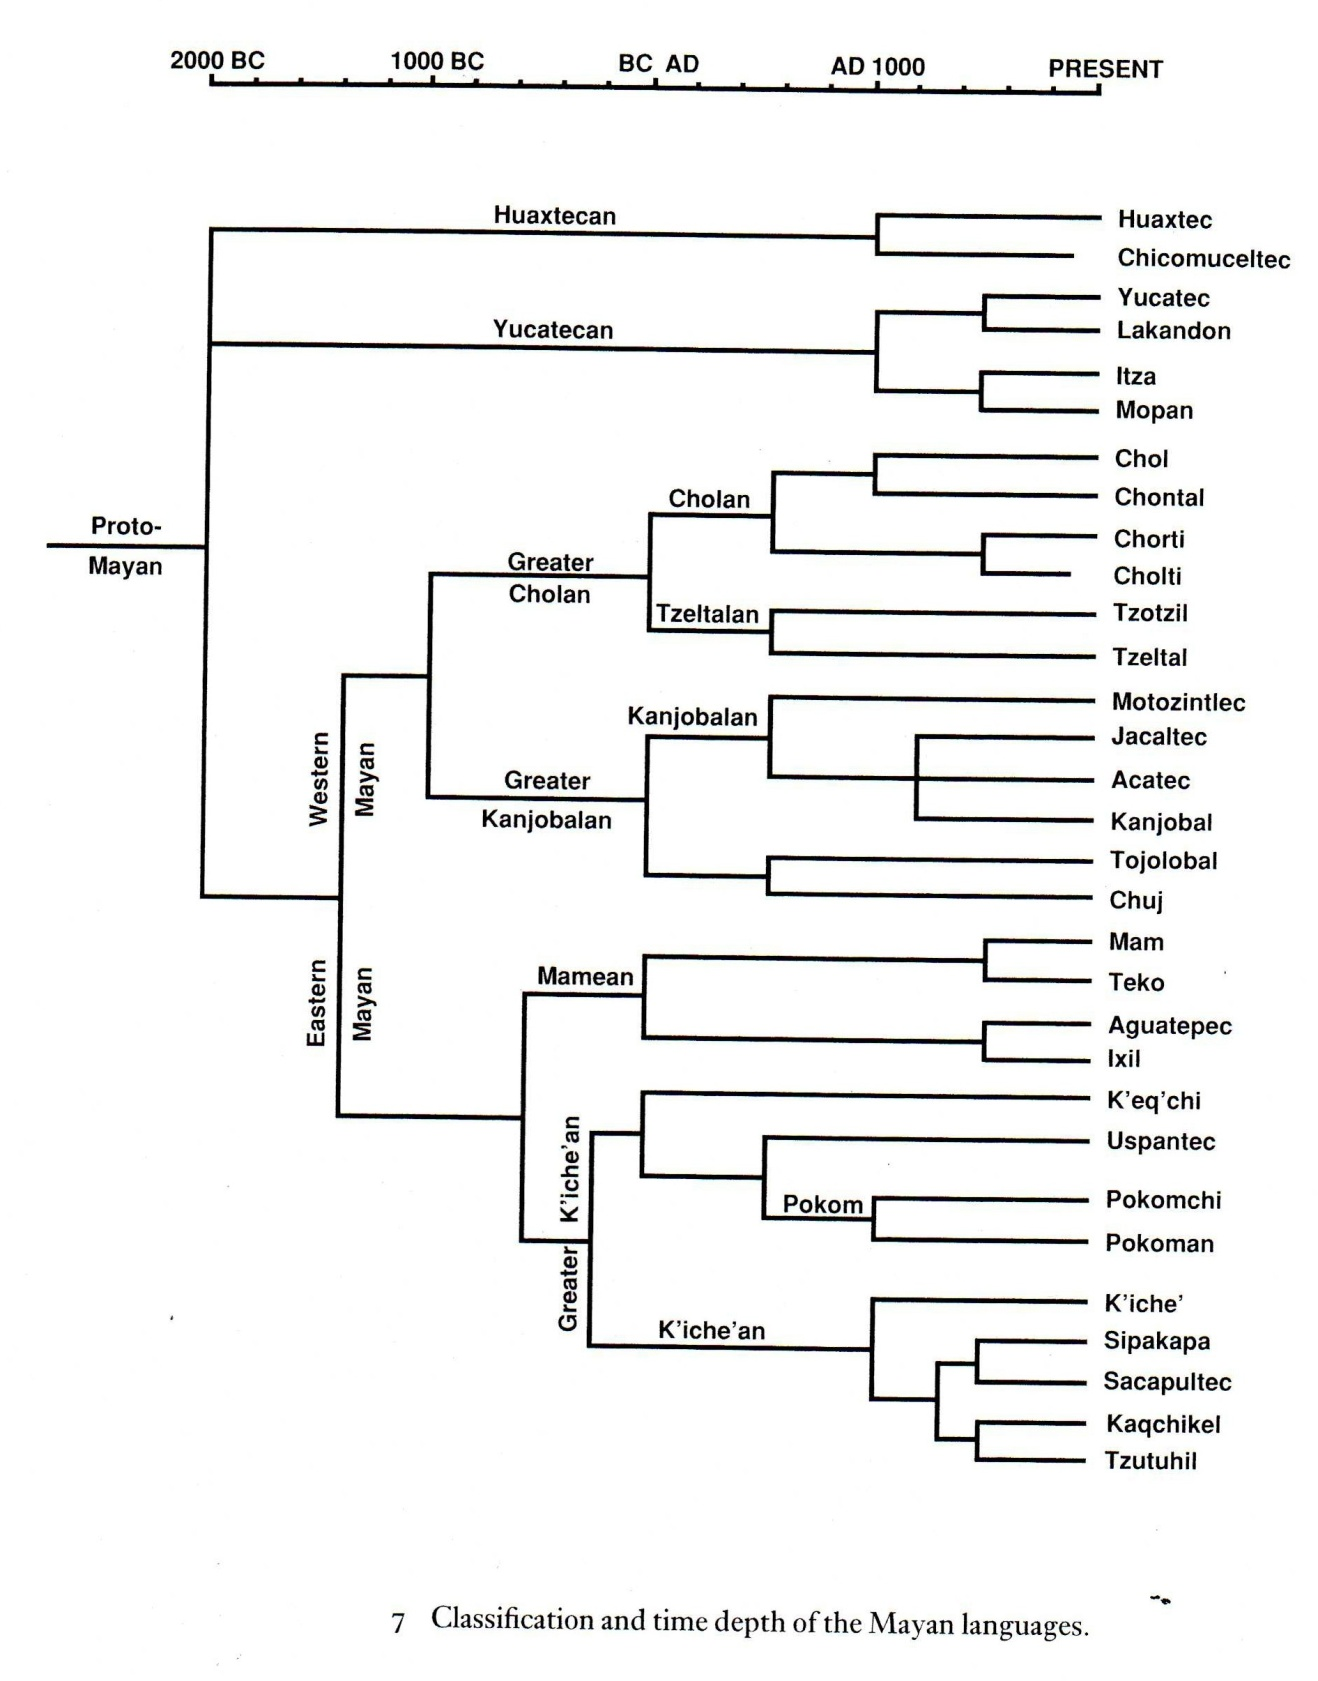 2000 BC 1000 BC BC AD AD 1000 PRESENT
Huaxtecan
Huaxtec
Chicomuceltec
Yucatecan
Yucatec
Lakandon
Itza
Mopan
Proto-
Mayan
Western
Mayan
Greater
Cholan
Cholan
Chol
Chontal
Chorti
Cholti
Tzeltalan
Tzotzil
Tzeltal
Greater
Kanjobalan
Kanjobalan
Motozintlec
Jacaltec
Acatec
Kanjobal
Tojolobal
Chuj
Eastern
Mayan
Mamean
Mam
Teko
Aguatepec
Ixil
Greater K'iche'an
K'eq'chi
Uspantec
Pokom
Pokomchi
Pokoman
K'iche'an
K'iche'
Sipakapa
Sacapultec
Kaqchikel
Tzutuhil
7 Classification and time depth of the Mayan languages.